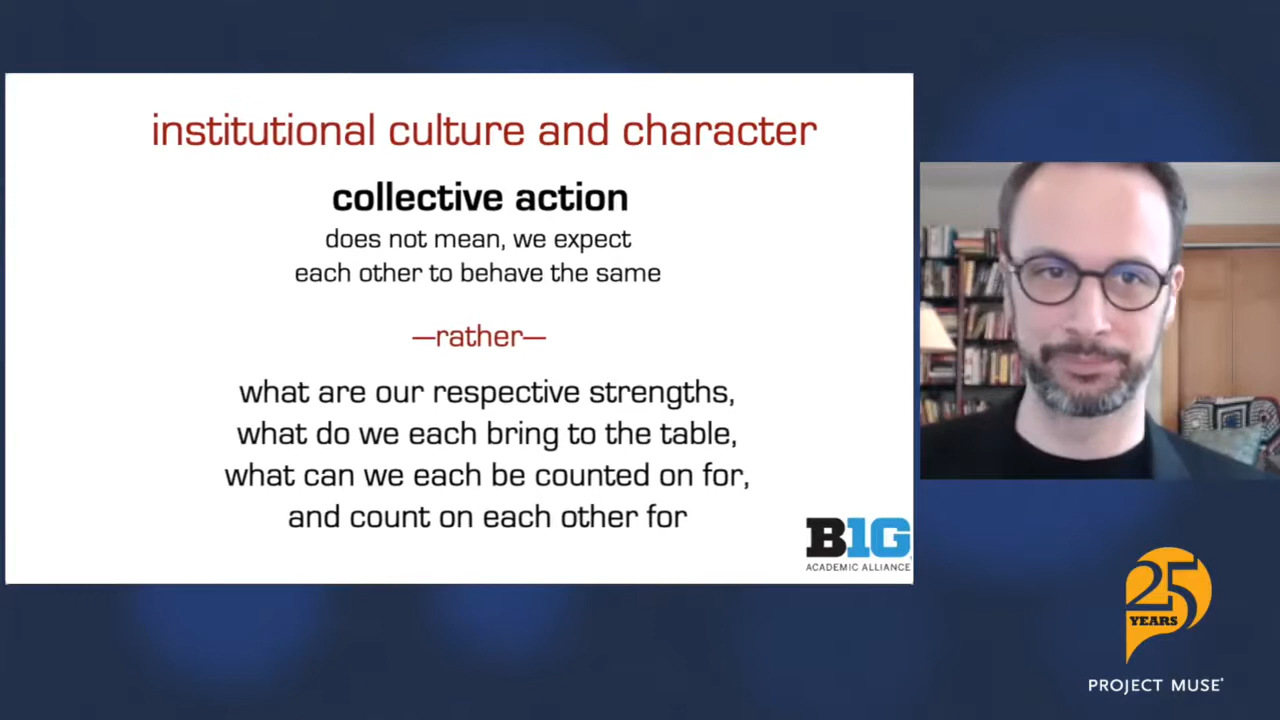 institutional culture and character
collective action
does not mean, we expect
each other to behave the same
—rather—
what are our respective strengths,
what do we each bring to the table,
what can we each be counted on for,
and count on each other for
B1G
ACADEMIC ALLIANCE
25
YEARS
PROJECT MUSE